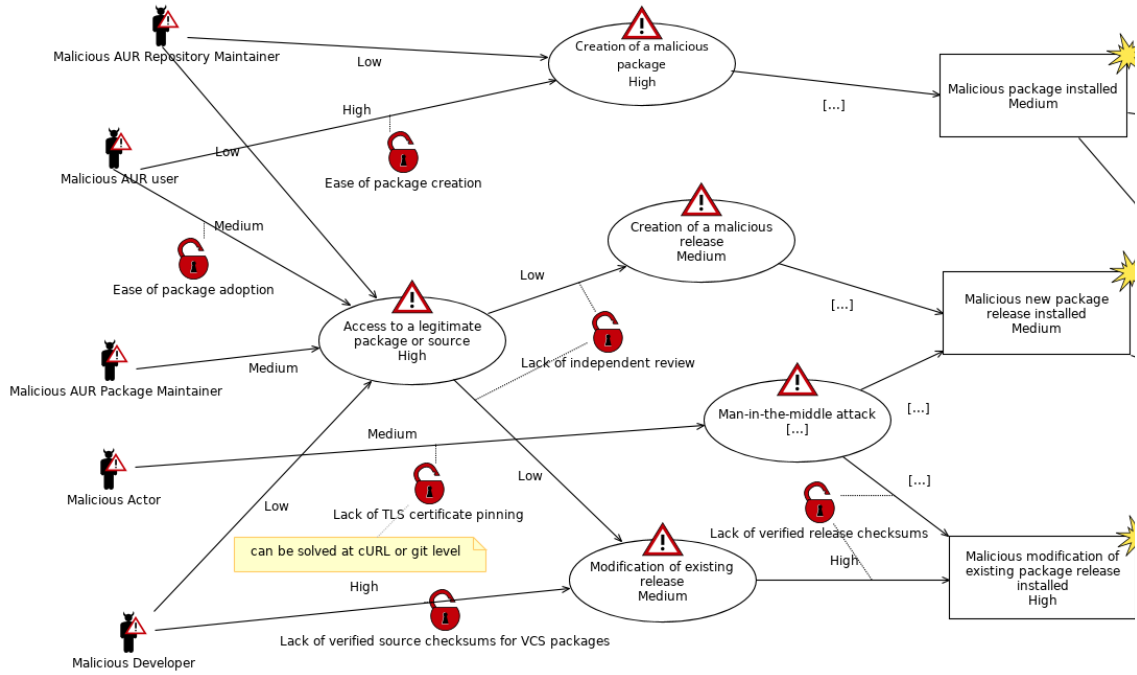 Malicious AUR Repository Maintainer
Low
Creation of a malicious
package
High
[...]
Malicious package installed
Medium
High
Low
Malicious AUR user
Ease of package creation
Medium
Ease of package adoption
Creation of a malicious
release
Medium
Low
[...]
Malicious new package
release installed
Medium
Access to a legitimate
package or source
High
Lack of independent review
Medium
Malicious AUR Package Maintainer
Man-in-the-middle attack
[...]
[...]
Medium
Malicious Actor
Low
[...]
Low
Lack of TLS certificate pinning
Lack of verified release checksums
can be solved at cURL or git level
High
Modification of existing
release
Medium
High
Malicious modification of
existing package release
installed
High
Lack of verified source checksums for VCS packages
Malicious Developer